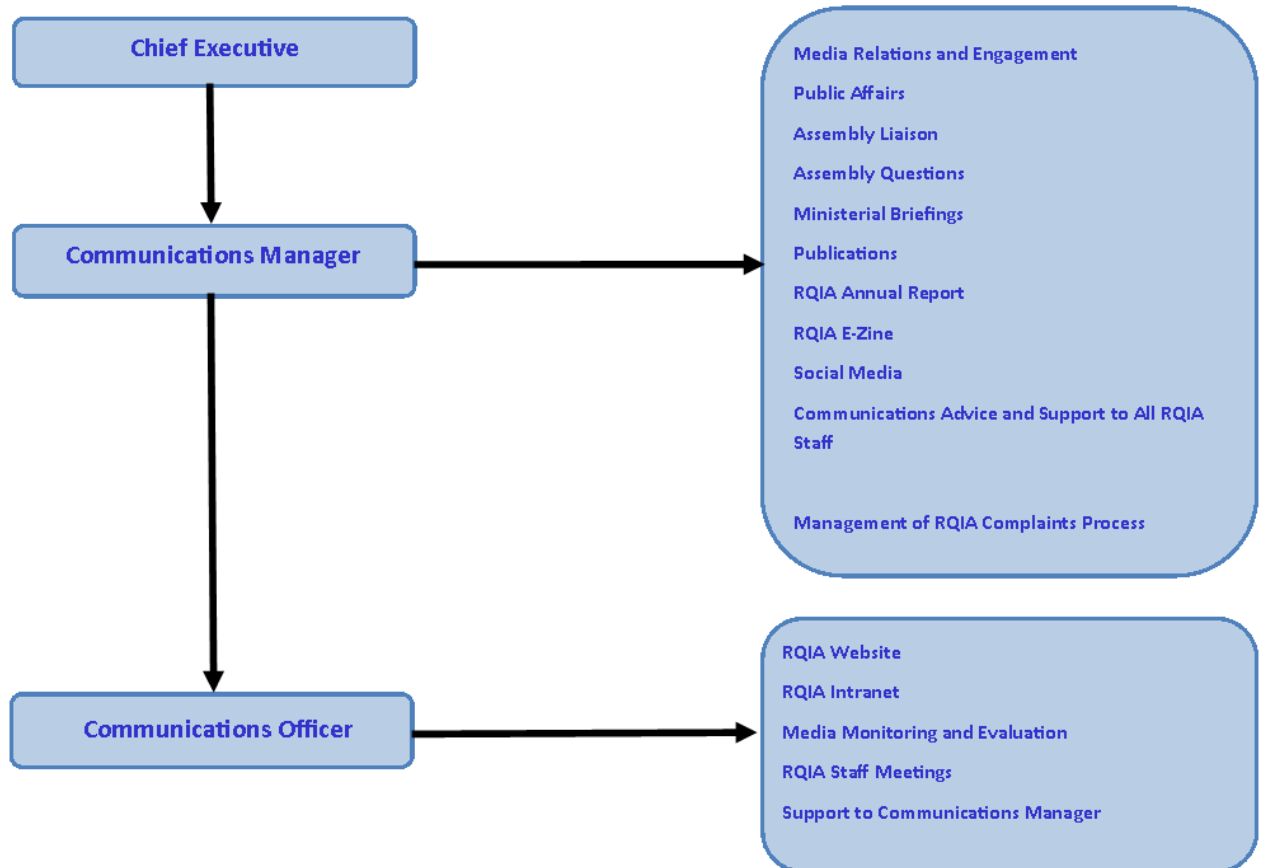 Chief Executive
Communications Manager
Media Relations and Engagement
Public Affairs
Assembly Liaison
Assembly Questions
Ministerial Briefings
Publications
RQIA Annual Report
RQIA E-Zine
Social Media
Communications Advice and Support to All RQIA
Staff
Management of RQIA Complaints Process
Communications Officer
RQIA Website
RQIA Intranet
Media Monitoring and Evaluation
RQIA Staff Meetings
Support to Communications Manager